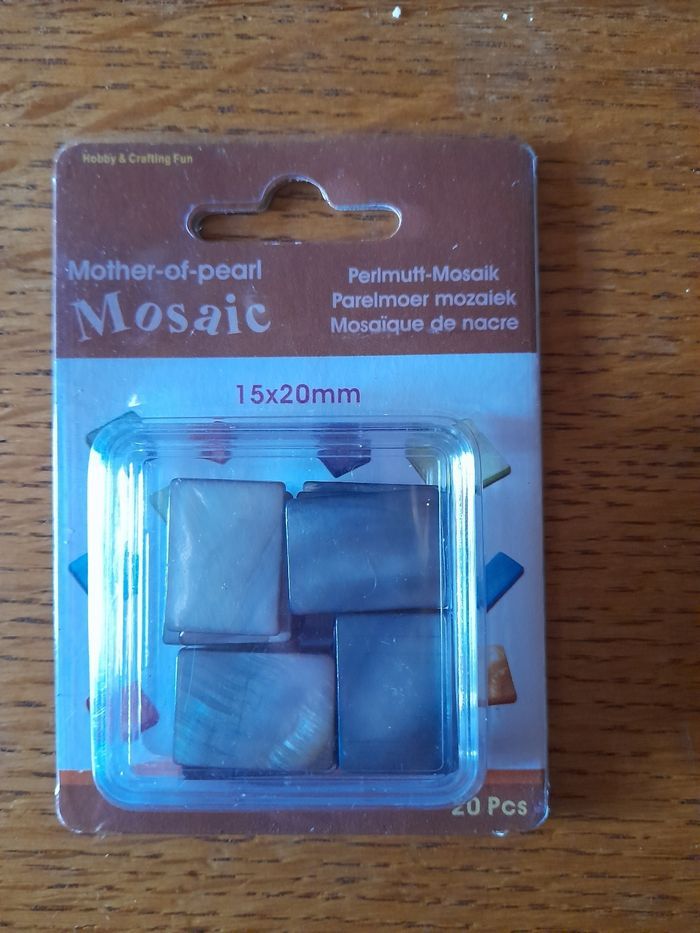 Hobby & Crafting Fun
Mother-of-pearl
Mosaic
Perlmutt-Mosaik
Parelmoer mozaiek
Mosaïque de nacre
15x20mm
20 Pcs